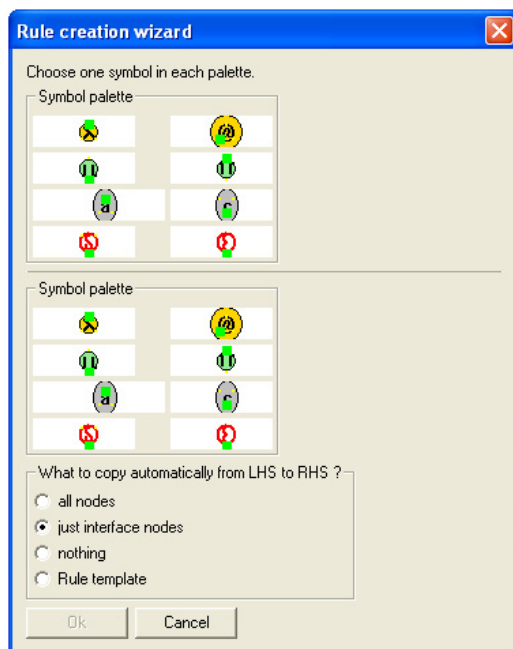 Rule creation wizard
Choose one symbol in each palette.
Symbol palette
@
a
c
Symbol palette
@
a
c
What to copy automatically from LHS to RHS ?
all nodes
just interface nodes
nothing
Rule template
Ok
Cancel